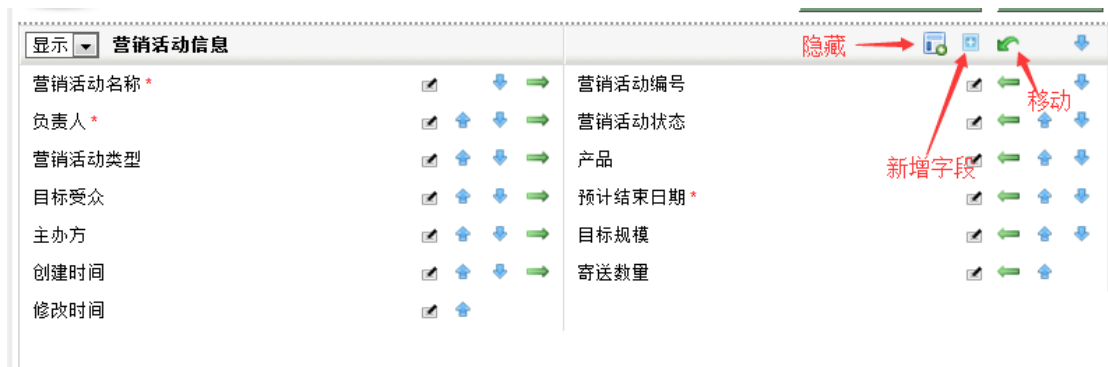 显示 营销活动信息 隐藏
营销活动名称* 营销活动编号
移动
负责人* 营销活动状态
营销活动类型 产品
新增字段
目标受众 预计结束日期*
主办方 目标规模
创建时间 寄送数量
修改时间